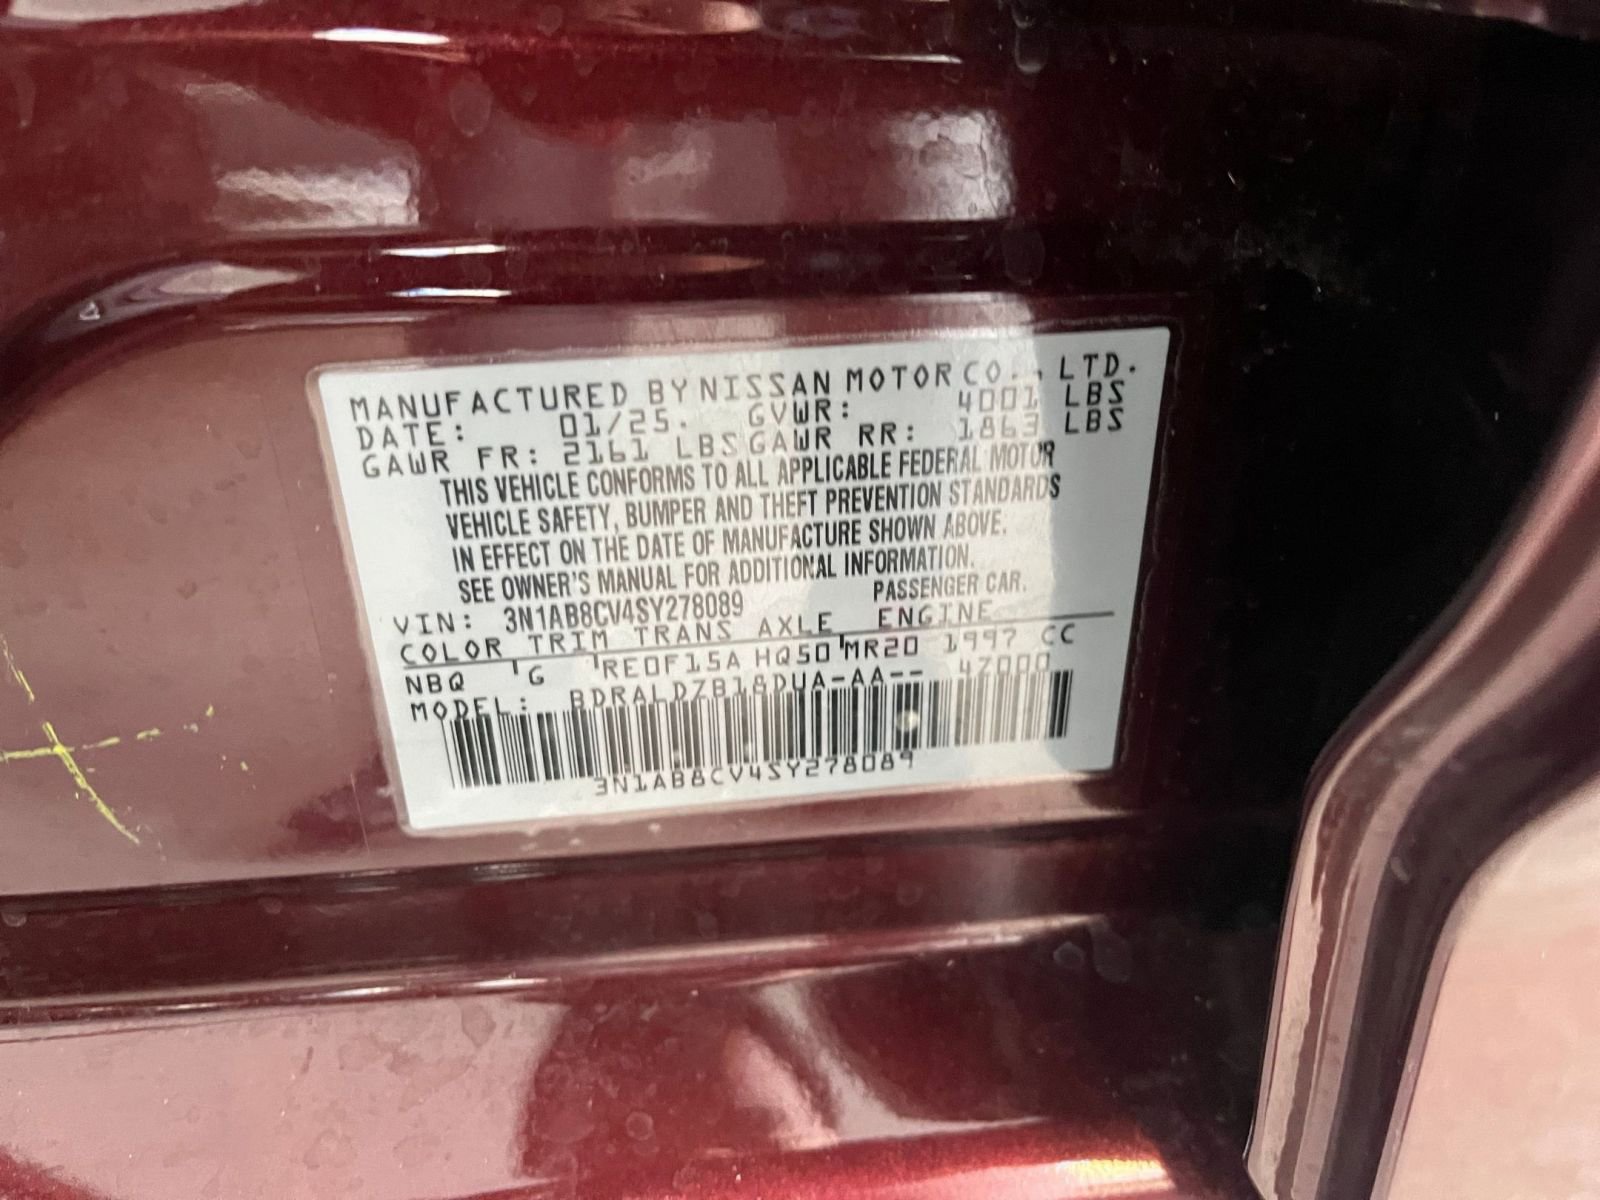 MANUFACTURED BY NISSAN MOTOR CO., LTD.
DATE: 01/25. GVWR: 4001 LBS
GAWR FR: 2161 LBS GAWR RR: 1863 LBS
THIS VEHICLE CONFORMS TO ALL APPLICABLE FEDERAL MOTOR
VEHICLE SAFETY, BUMPER AND THEFT PREVENTION STANDARDS
IN EFFECT ON THE DATE OF MANUFACTURE SHOWN ABOVE.
SEE OWNER'S MANUAL FOR ADDITIONAL INFORMATION.
VIN: 3N1AB8CV4SY278089 PASSENGER CAR.
COLOR TRIM TRANS AXLE ENGINE
NBQ G RE0F15A HQ50 MR20 1997 CC
MODEL: BDRALDZB18DUA-AA-- 47000
3N1AB8CV4SY278089